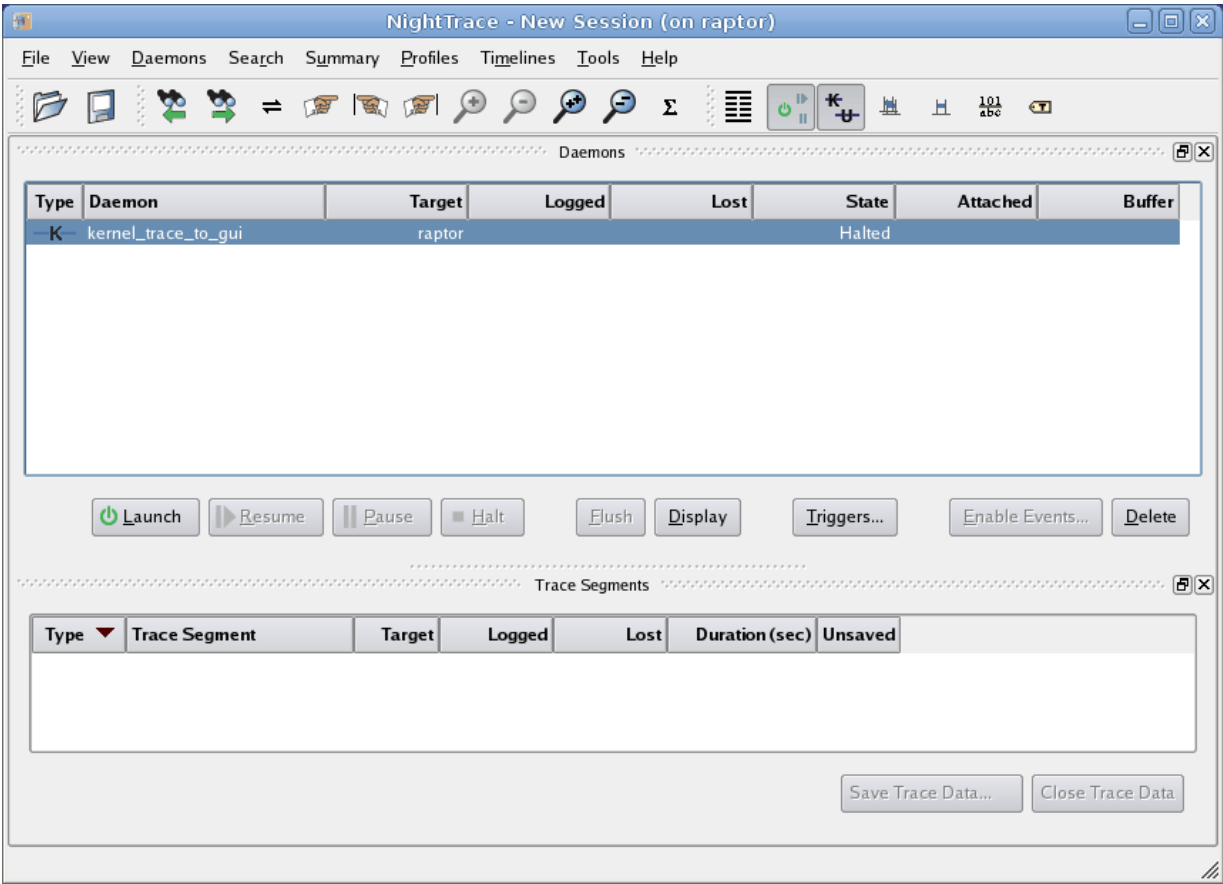 NightTrace - New Session (on raptor)
File View Daemons Search Summary Profiles Timelines Tools Help
Σ K U 101 abc T
Daemons
Type Daemon Target Logged Lost State Attached Buffer
K kernel_trace_to_gui raptor Halted
Launch Resume Pause Halt Flush Display Triggers... Enable Events... Delete
Trace Segments
Type Trace Segment Target Logged Lost Duration (sec) Unsaved
Save Trace Data... Close Trace Data